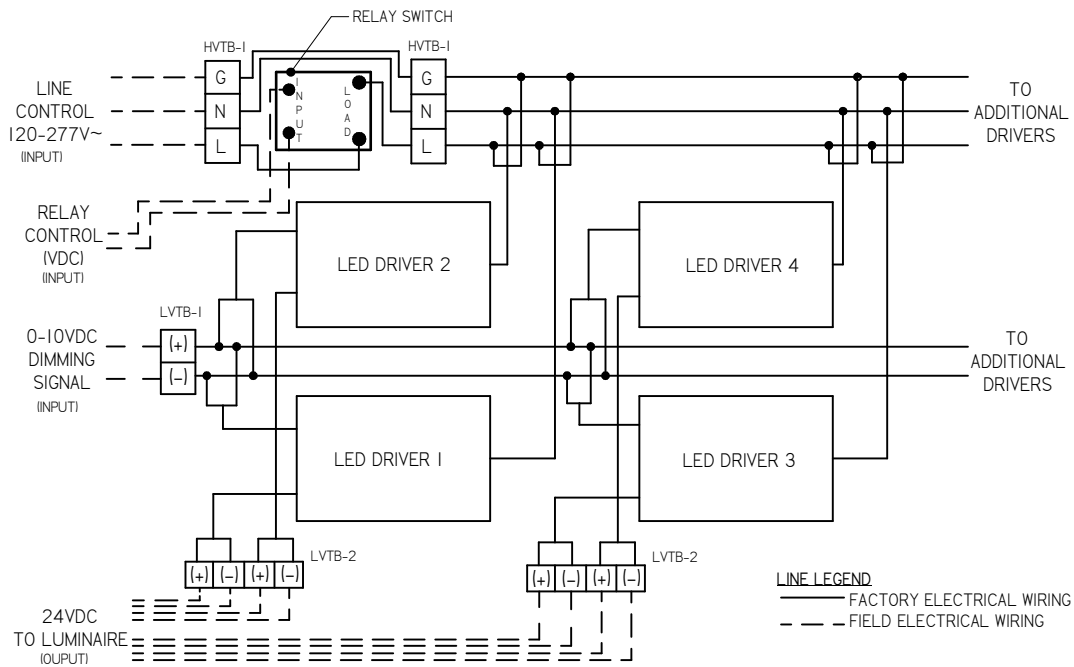 RELAY SWITCH
HVTB-1
HVTB-1
LINE
CONTROL
120-277V~
(INPUT)
G
N
L
INPUT
LOAD
G
N
L
TO
ADDITIONAL
DRIVERS
RELAY
CONTROL
(VDC)
(INPUT)
LED DRIVER 2
LED DRIVER 4
LVTB-1
0-10VDC
DIMMING
SIGNAL
(INPUT)
(+)
(-)
TO
ADDITIONAL
DRIVERS
LED DRIVER 1
LED DRIVER 3
LVTB-2
(+) (-) (+) (-)
LVTB-2
(+) (-) (+) (-)
24VDC
TO LUMINAIRE
(OUPUT)
LINE LEGEND
FACTORY ELECTRICAL WIRING
FIELD ELECTRICAL WIRING